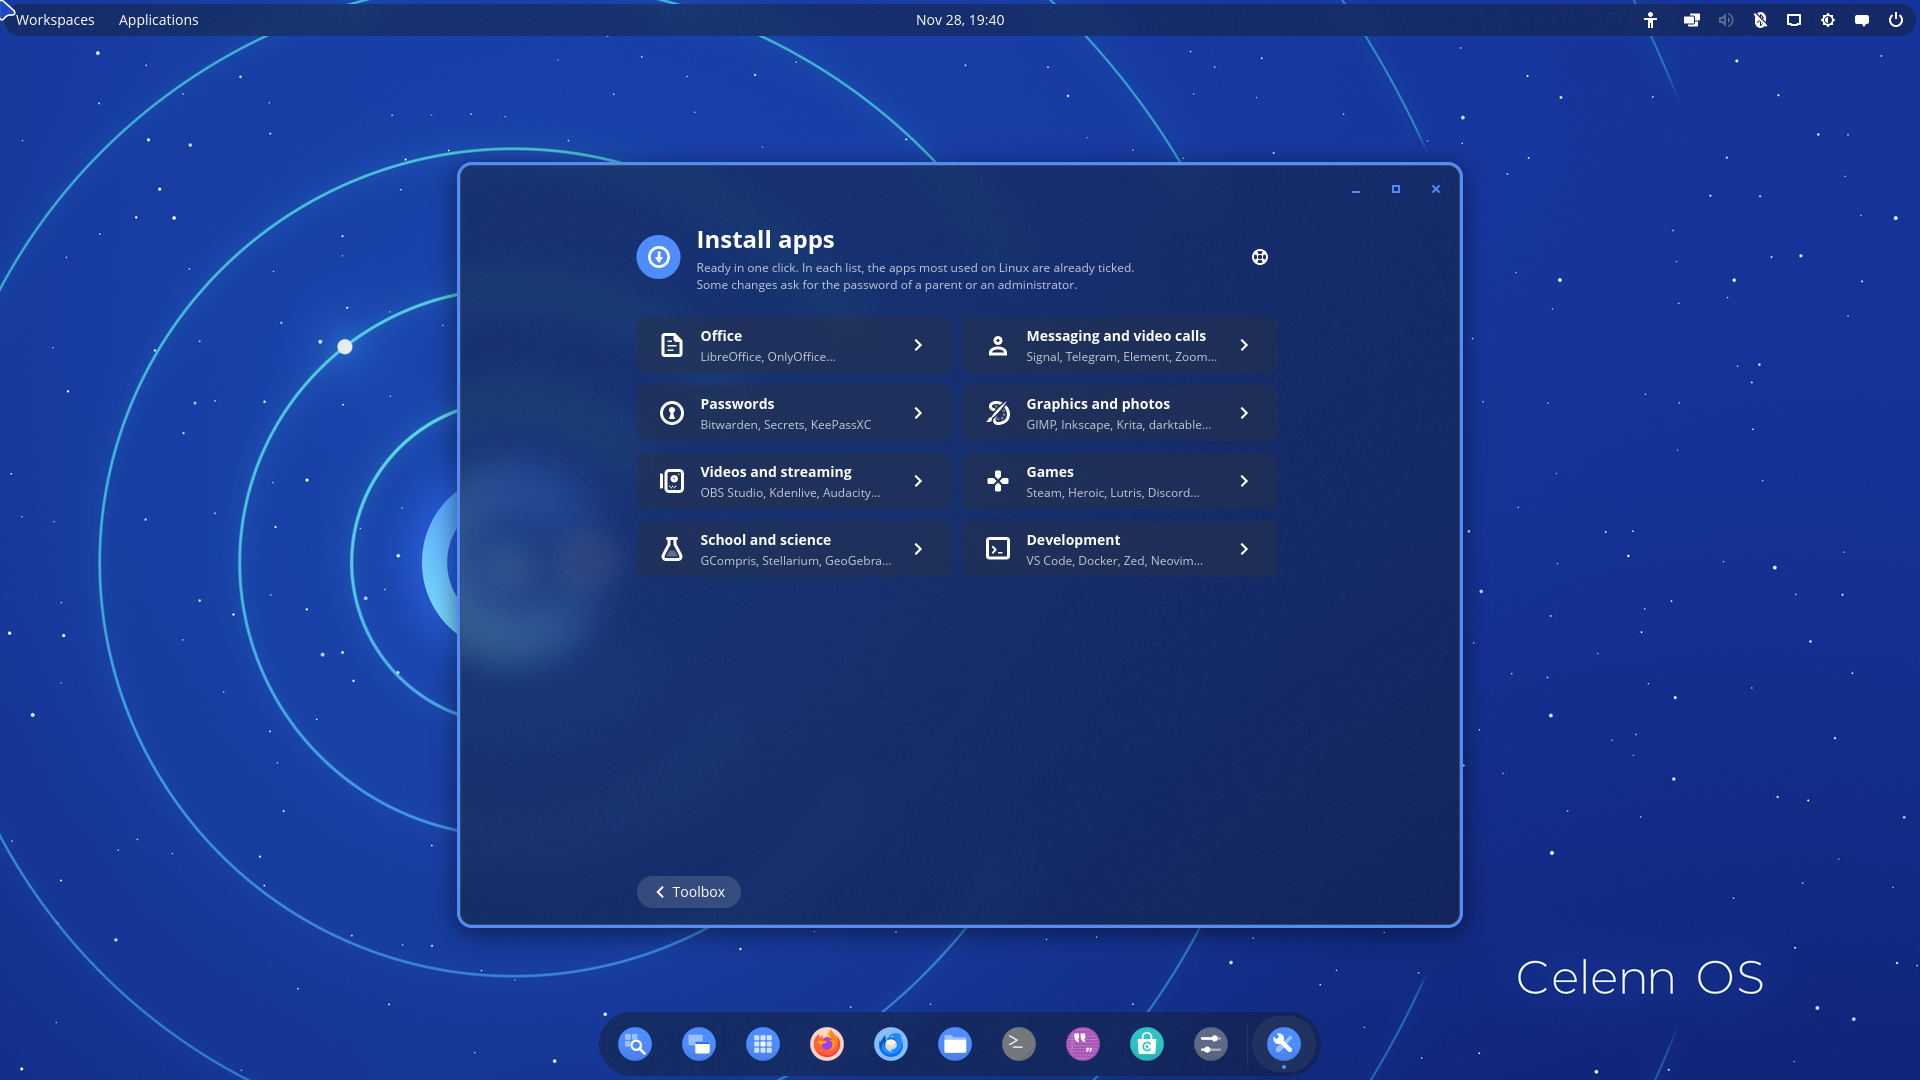 Workspaces Applications Nov 28, 19:40
Install apps
Ready in one click. In each list, the apps most used on Linux are already ticked.
Some changes ask for the password of a parent or an administrator.
Office
LibreOffice, OnlyOffice...
Messaging and video calls
Signal, Telegram, Element, Zoom...
Passwords
Bitwarden, Secrets, KeePassXC
Graphics and photos
GIMP, Inkscape, Krita, darktable...
Videos and streaming
OBS Studio, Kdenlive, Audacity...
Games
Steam, Heroic, Lutris, Discord...
School and science
GCompris, Stellarium, GeoGebra...
Development
VS Code, Docker, Zed, Neovim...
Toolbox
Celenn OS